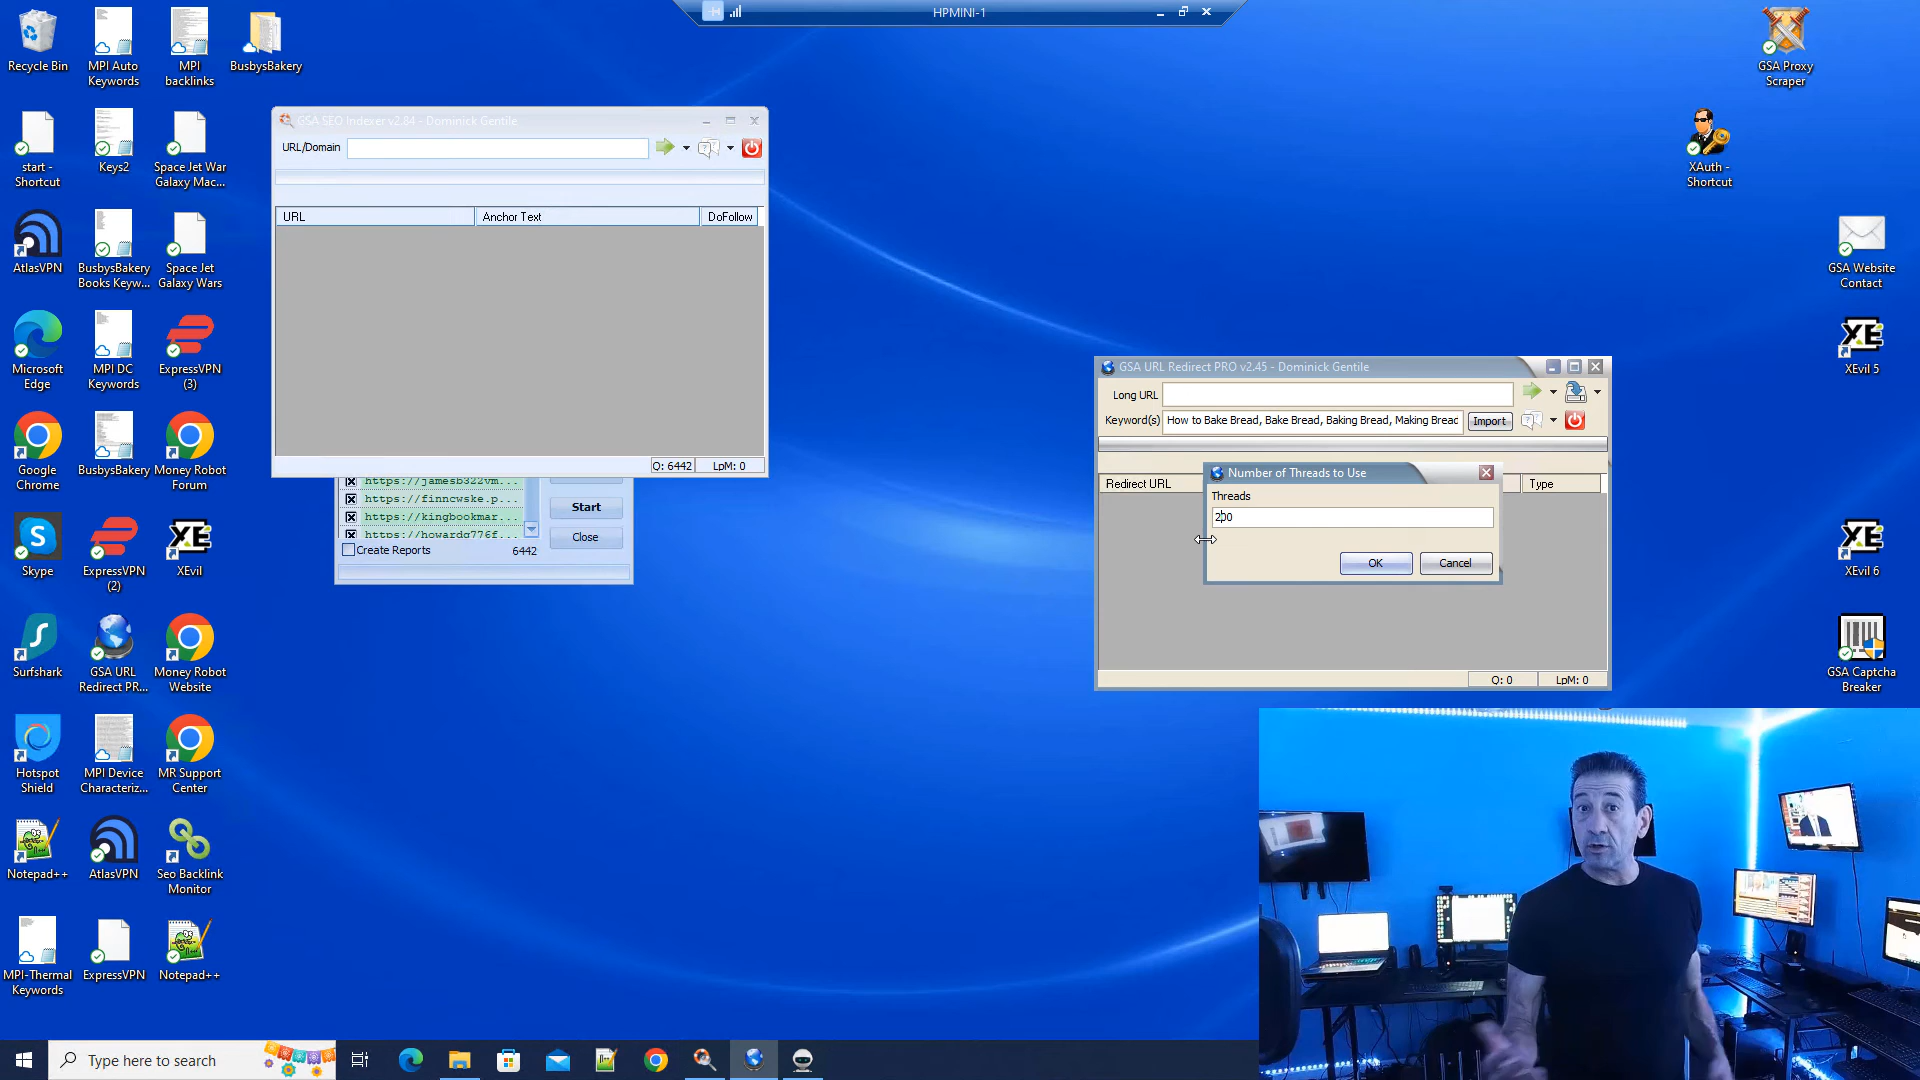 HPMINI-1
Recycle Bin
MPI Auto
Keywords
MPI
backlinks
BusbysBakery
start -
Shortcut
Keys2
Space Jet War
Galaxy Mac...
AtlasVPN
BusbysBakery
Books Keyw...
Space Jet
Galaxy Wars
Microsoft
Edge
MPI DC
Keywords
ExpressVPN
(3)
Google
Chrome
BusbysBakery
Money Robot
Forum
Skype
ExpressVPN
(2)
XEvil
Surfshark
GSA URL
Redirect PR...
Money Robot
Website
Hotspot
Shield
MPI Device
Characteriz...
MR Support
Center
Notepad++
AtlasVPN
Seo Backlink
Monitor
MPI-Thermal
Keywords
ExpressVPN
Notepad++
GSA SEO Indexer v2.84 - Dominick Gentile
URL/Domain
URL
Anchor Text
DoFollow
Q: 6442
LpM: 0
https://jamesb322vm...
https://finncwske.p...
https://kingbookmar...
https://howardg776f...
Start
Close
Create Reports
6442
GSA URL Redirect PRO v2.45 - Dominick Gentile
Long URL
Keyword(s)
How to Bake Bread, Bake Bread, Baking Bread, Making Breac
Import
Redirect URL
Type
Number of Threads to Use
Threads
200
OK
Cancel
Q: 0
LpM: 0
GSA Proxy
Scraper
XAuth -
Shortcut
GSA Website
Contact
XEvil 5
XEvil 6
GSA Captcha
Breaker
Type here to search